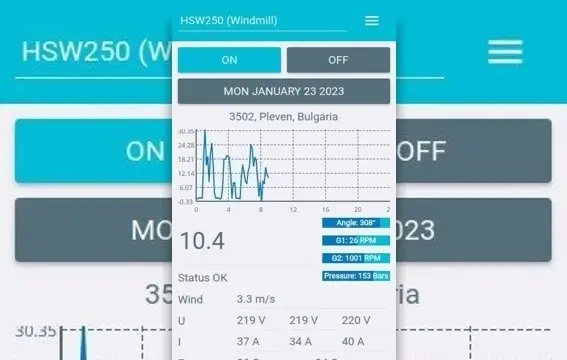 HSW250 (Windmill)
ON OFF
MON JANUARY 23 2023
3502, Pleven, Bulgaria
30.35
24.28
18.21
12.14
6.07
-0.33
0 4 8 12 16 20 2
10.4
Angle: 308°
G1: 26 RPM
G2: 1001 RPM
Pressure: 153 Bars
Status OK
Wind 3.3 m/s
U 219 V 219 V 220 V
I 37 A 34 A 40 A
HSW250 (W
ON OFF
MO 023
35 ria
30.35